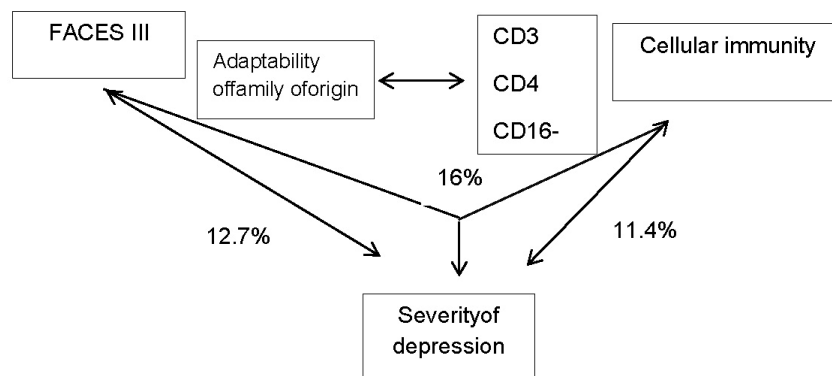 FACES III
Adaptability
offamily oforigin
CD3
CD4
CD16-
Cellular immunity
16%
12.7%
11.4%
Severityof
depression